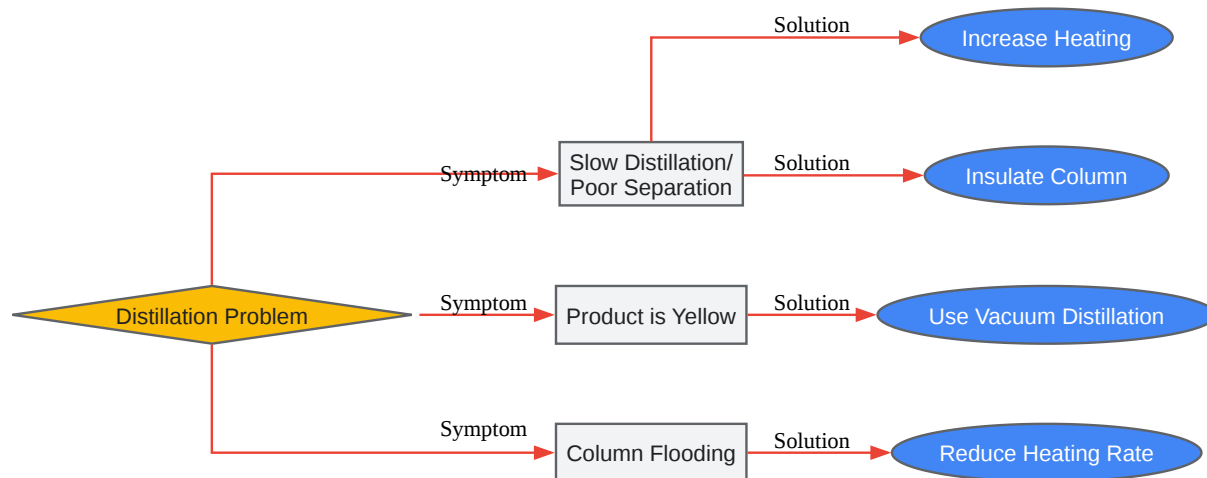 Solution
Increase Heating
Symptom
Slow Distillation/
Poor Separation
Solution
Insulate Column
Distillation Problem
Symptom
Product is Yellow
Solution
Use Vacuum Distillation
Symptom
Column Flooding
Solution
Reduce Heating Rate